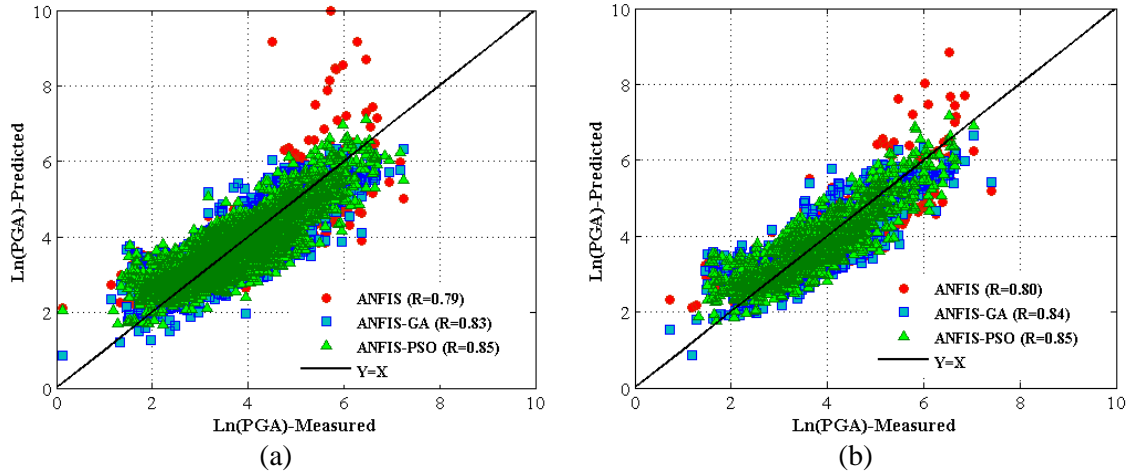 (a)
10
8
6
4
2
0
Ln(PGA)-Predicted
ANFIS (R=0.79)
ANFIS-GA (R=0.83)
ANFIS-PSO (R=0.85)
Y=X
0 2 4 6 8 10
Ln(PGA)-Measured
(a)
(b)
10
8
6
4
2
0
Ln(PGA)-Predicted
ANFIS (R=0.80)
ANFIS-GA (R=0.84)
ANFIS-PSO (R=0.85)
Y=X
0 2 4 6 8 10
Ln(PGA)-Measured
(b)